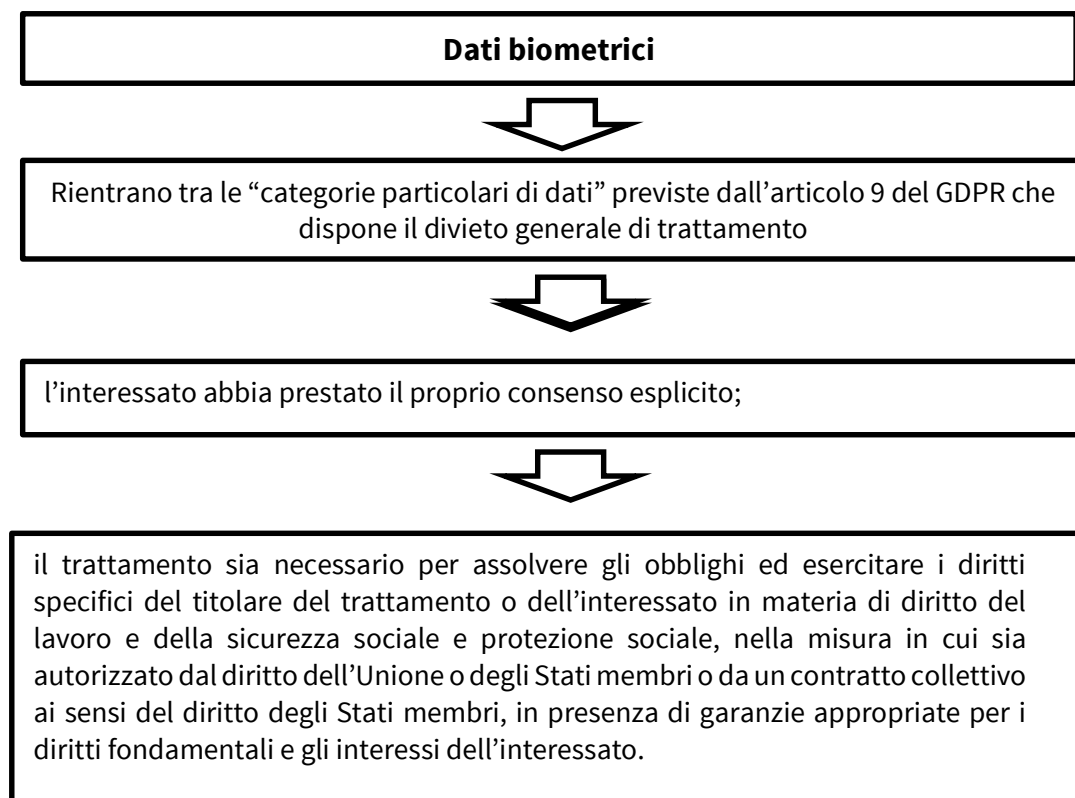 Dati biometrici
Rientrano tra le “categorie particolari di dati” previste dall’articolo 9 del GDPR che
dispone il divieto generale di trattamento
l’interessato abbia prestato il proprio consenso esplicito;
il trattamento sia necessario per assolvere gli obblighi ed esercitare i diritti
specifici del titolare del trattamento o dell’interessato in materia di diritto del
lavoro e della sicurezza sociale e protezione sociale, nella misura in cui sia
autorizzato dal diritto dell’Unione o degli Stati membri o da un contratto collettivo
ai sensi del diritto degli Stati membri, in presenza di garanzie appropriate per i
diritti fondamentali e gli interessi dell’interessato.